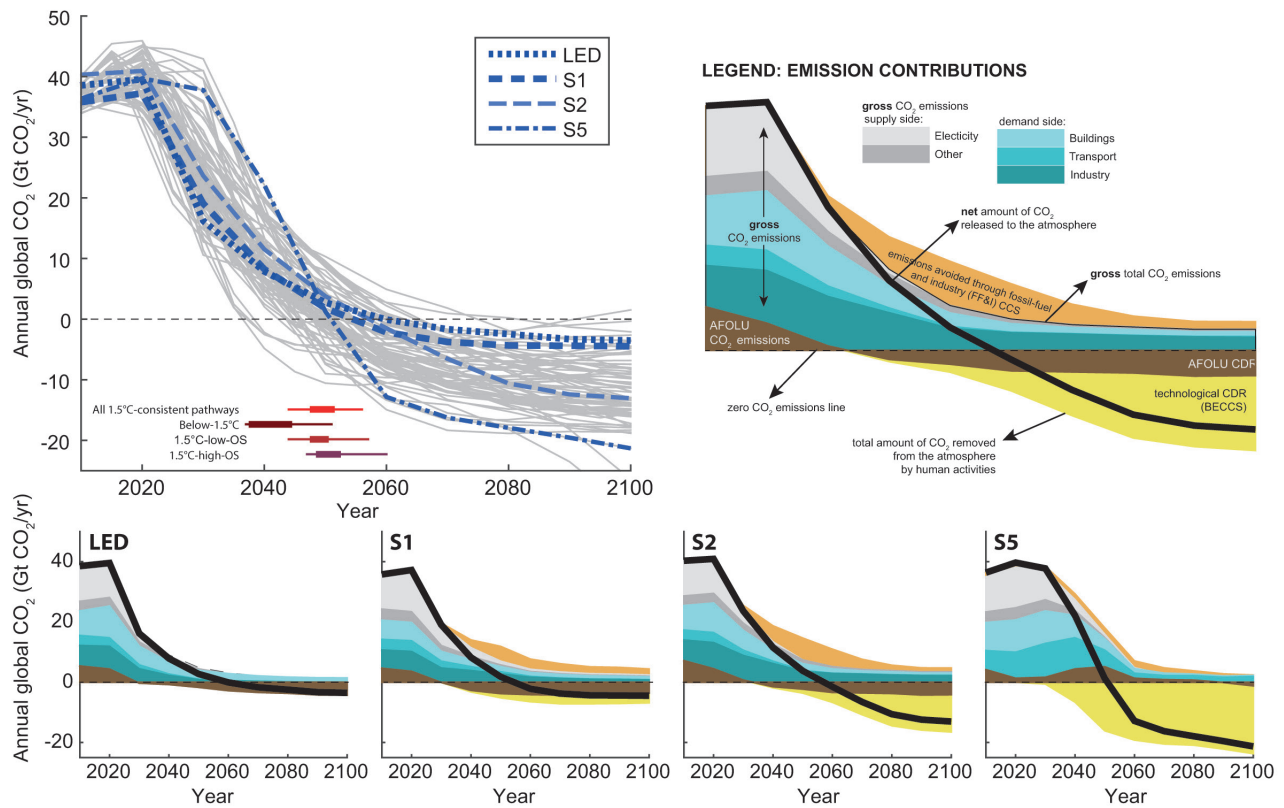 50
40
30
20
10
0
-10
-20
Annual global CO2 (Gt CO2/yr)
LED
S1
S2
S5
All 1.5°C-consistent pathways
Below-1.5°C
1.5°C-low-OS
1.5°C-high-OS
2020 2040 2060 2080 2100
Year
LEGEND: EMISSION CONTRIBUTIONS
gross CO2 emissions
supply side:
Electicity
Other
demand side:
Buildings
Transport
Industry
gross
CO2 emissions
net amount of CO2
released to the atmosphere
emissions avoided through fossil-fuel
and industry (FF&I) CCS
gross total CO2 emissions
AFOLU
CO2 emissions
AFOLU CDR
technological CDR
(BECCS)
zero CO2 emissions line
total amount of CO2 removed
from the atmosphere
by human activities
Annual global CO2 (Gt CO2/yr)
40
20
0
-20
LED
2020 2040 2060 2080 2100
Year
S1
2020 2040 2060 2080 2100
Year
S2
2020 2040 2060 2080 2100
Year
S5
2020 2040 2060 2080 2100
Year